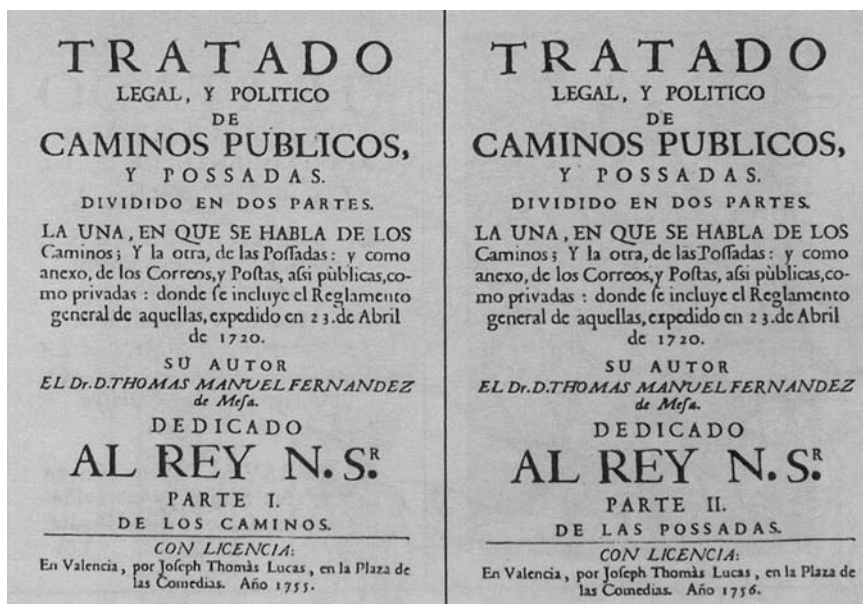 TRATADO
LEGAL, Y POLITICO
DE
CAMINOS PUBLICOS,
Y POSSADAS.
DIVIDIDO EN DOS PARTES.
LA UNA, EN QUE SE HABLA DE LOS
Caminos; Y la otra, de las Poſſadas: y como
anexo, de los Correos, y Poſtas, aſsi pùblicas, co-
mo privadas: donde ſe incluye el Reglamento
general de aquellas, expedido en 23. de Abril
de 1720.
SU AUTOR
EL Dr. D. THOMAS MANUEL FERNANDEZ
de Meſa.
DEDICADO
AL REY N. S.R
PARTE I.
DE LOS CAMINOS.
CON LICENCIA:
En Valencia, por Joſeph Thomàs Lucas, en la Plaza de
las Comedias. Año 1755.
TRATADO
LEGAL, Y POLITICO
DE
CAMINOS PUBLICOS,
Y POSSADAS.
DIVIDIDO EN DOS PARTES.
LA UNA, EN QUE SE HABLA DE LOS
Caminos; Y la otra, de las Poſſadas: y como
anexo, de los Correos, y Poſtas, aſsi pùblicas, co-
mo privadas: donde ſe incluye el Reglamento
general de aquellas, expedido en 23. de Abril
de 1720.
SU AUTOR
EL Dr. D. THOMAS MANUEL FERNANDEZ
de Meſa.
DEDICADO
AL REY N. S.R
PARTE II.
DE LAS POSSADAS.
CON LICENCIA:
En Valencia, por Joſeph Thomàs Lucas, en la Plaza de
las Comedias. Año 1756.